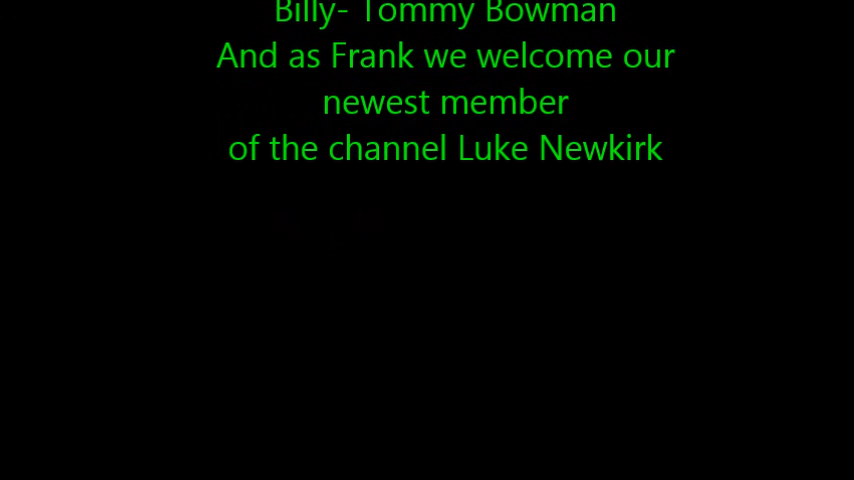 Billy- Tommy Bowman
And as Frank we welcome our
newest member
of the channel Luke Newkirk